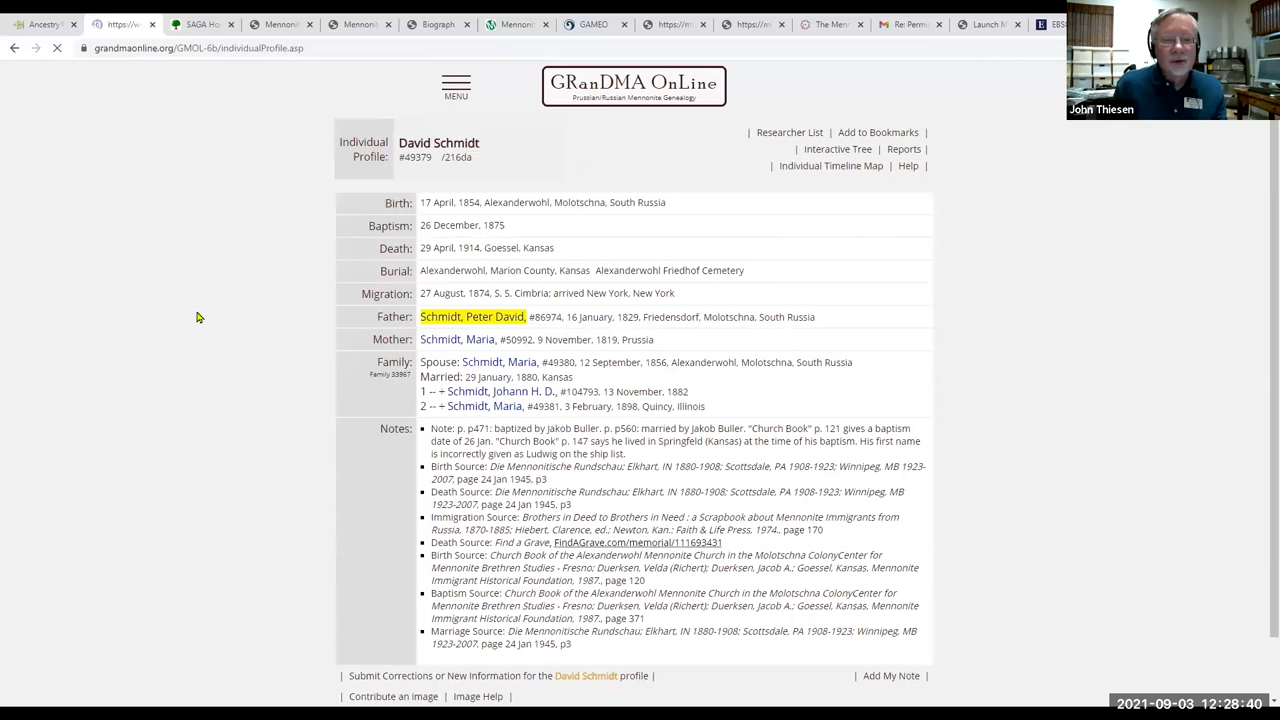 Ancestry®
https://w
SAGA Ho
Mennoni
Mennoni
Biograph
Mennoni
GAMEO
https://m
https://m
The Menn
Re: Permi
Launch M
EBS
grandmaonline.org/GMOL-6b/individualProfile.asp
John Thiesen
MENU
GRanDMA OnLine
Prussian/Russian Mennonite Genealogy
Individual Profile:
David Schmidt
#49379 /216da
| Researcher List | Add to Bookmarks |
| Interactive Tree | Reports |
| Individual Timeline Map | Help |
Birth: 17 April, 1854, Alexanderwohl, Molotschna, South Russia
Baptism: 26 December, 1875
Death: 29 April, 1914, Goessel, Kansas
Burial: Alexanderwohl, Marion County, Kansas Alexanderwohl Friedhof Cemetery
Migration: 27 August, 1874, S. S. Cimbria; arrived New York, New York
Father: Schmidt, Peter David, #86974, 16 January, 1829, Friedensdorf, Molotschna, South Russia
Mother: Schmidt, Maria, #50992, 9 November, 1819, Prussia
Family: Spouse: Schmidt, Maria, #49380, 12 September, 1856, Alexanderwohl, Molotschna, South Russia
Family 33967 Married: 29 January, 1880, Kansas
1 -- + Schmidt, Johann H. D., #104793, 13 November, 1882
2 -- + Schmidt, Maria, #49381, 3 February, 1898, Quincy, Illinois
Notes: ▪ Note: p. p471: baptized by Jakob Buller. p. p560: married by Jakob Buller. "Church Book" p. 121 gives a baptism
date of 26 Jan. "Church Book" p. 147 says he lived in Springfeld (Kansas) at the time of his baptism. His first name
is incorrectly given as Ludwig on the ship list.
▪ Birth Source: Die Mennonitische Rundschau; Elkhart, IN 1880-1908; Scottsdale, PA 1908-1923; Winnipeg, MB 1923-
2007, page 24 Jan 1945, p3
▪ Death Source: Die Mennonitische Rundschau; Elkhart, IN 1880-1908; Scottsdale, PA 1908-1923; Winnipeg, MB
1923-2007, page 24 Jan 1945, p3
▪ Immigration Source: Brothers in Deed to Brothers in Need : a Scrapbook about Mennonite Immigrants from
Russia. 1870-1885; Hiebert, Clarence, ed.; Newton, Kan.: Faith & Life Press, 1974., page 170
▪ Death Source: Find a Grave, FindAGrave.com/memorial/111693431
▪ Birth Source: Church Book of the Alexanderwohl Mennonite Church in the Molotschna ColonyCenter for
Mennonite Brethren Studies - Fresno; Duerksen, Velda (Richert); Duerksen, Jacob A.; Goessel, Kansas, Mennonite
Immigrant Historical Foundation, 1987., page 120
▪ Baptism Source: Church Book of the Alexanderwohl Mennonite Church in the Molotschna ColonyCenter for
Mennonite Brethren Studies - Fresno; Duerksen, Velda (Richert); Duerksen, Jacob A.; Goessel, Kansas, Mennonite
Immigrant Historical Foundation, 1987., page 371
▪ Marriage Source: Die Mennonitische Rundschau; Elkhart, IN 1880-1908; Scottsdale, PA 1908-1923; Winnipeg, MB
1923-2007, page 24 Jan 1945, p3
| Submit Corrections or New Information for the David Schmidt profile |
| Add My Note |
| Contribute an image | Image Help |
2021-09-03 12:28:40